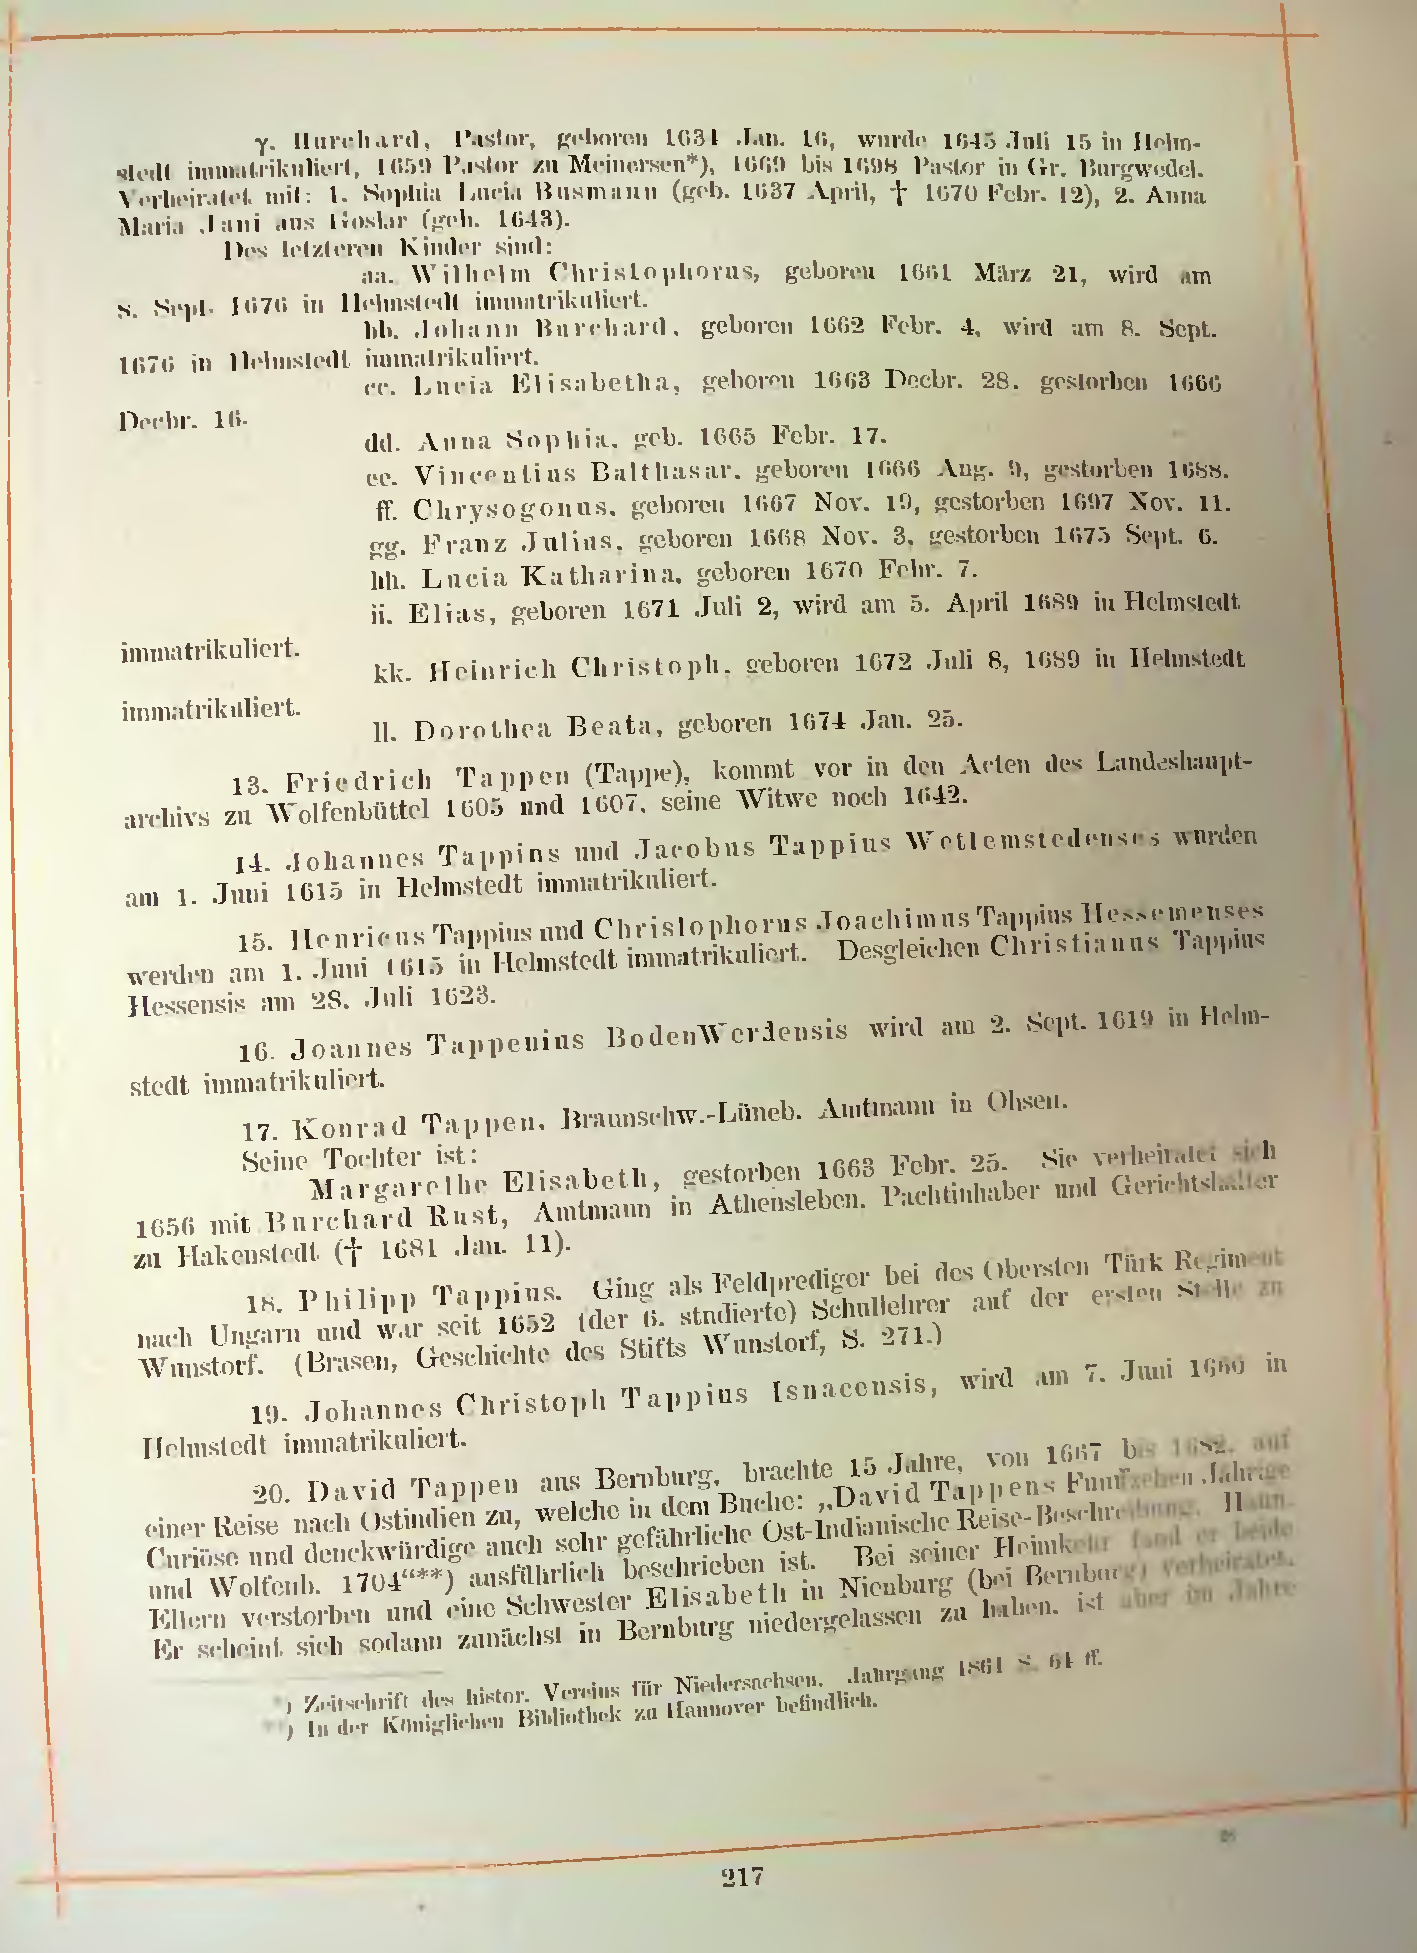 γ. Burchard, Pastor, geboren 1631 Jan. 16, wurde 1645 Juli 15 in Helm-
stedt immatrikuliert, 1659 Pastor zu Meinersen*), 1669 bis 1698 Pastor in Gr. Burgwedel.
Verheiratet mit: 1. Sophia Lucia Busmann (geb. 1637 April, † 1670 Febr. 12), 2. Anna
Maria Jani aus Goslar (geb. 1643).
Des letzteren Kinder sind:
aa. Wilhelm Christophorus, geboren 1661 März 21, wird am
8. Sept. 1676 in Helmstedt immatrikuliert.
bb. Johann Burchard, geboren 1662 Febr. 4, wird am 8. Sept.
1676 in Helmstedt immatrikuliert.
cc. Lucia Elisabetha, geboren 1663 Decbr. 28. gestorben 1666
Decbr. 16.
dd. Anna Sophia, geb. 1665 Febr. 17.
ee. Vincentius Balthasar, geboren 1666 Aug. 9, gestorben 1688.
ff. Chrysogonus, geboren 1667 Nov. 19, gestorben 1697 Nov. 11.
gg. Franz Julius, geboren 1668 Nov. 3, gestorben 1675 Sept. 6.
hh. Lucia Katharina, geboren 1670 Febr. 7.
ii. Elias, geboren 1671 Juli 2, wird am 5. April 1689 in Helmstedt
immatrikuliert.
kk. Heinrich Christoph, geboren 1672 Juli 8, 1689 in Helmstedt
immatrikuliert.
ll. Dorothea Beata, geboren 1674 Jan. 25.
13. Friedrich Tappen (Tappe), kommt vor in den Acten des Landeshaupt-
archivs zu Wolfenbüttel 1605 und 1607, seine Witwe noch 1642.
14. Johannes Tappius und Jacobus Tappius Wetlemstedenses wurden
am 1. Juni 1615 in Helmstedt immatrikuliert.
15. Henricus Tappius und Christophorus Joachimus Tappius Hessemenses
werden am 1. Juni 1615 in Helmstedt immatrikuliert. Desgleichen Christianus Tappius
Hessensis am 28. Juli 1623.
16. Joannes Tappenius BodenWerdensis wird am 2. Sept. 1619 in Helm-
stedt immatrikuliert.
17. Konrad Tappen, Braunschw.-Lüneb. Amtmann in Ohsen.
Seine Tochter ist:
Margarethe Elisabeth, gestorben 1663 Febr. 25. Sie verheiratet sich
1656 mit Burchard Rust, Amtmann in Athensleben, Pachtinhaber und Gerichtshalter
zu Hakenstedt († 1681 Jan. 11).
18. Philipp Tappius. Ging als Feldprediger bei des Obersten Türk Regiment
nach Ungarn und war seit 1652 (der 6. studierte) Schullehrer auf der ersten Stelle zu
Wunstorf. (Brasen, Geschichte des Stifts Wunstorf, S. 271.)
19. Johannes Christoph Tappius Isnacensis, wird am 7. Juni 1660 in
Helmstedt immatrikuliert.
20. David Tappen aus Bernburg, brachte 15 Jahre, von 1667 bis 1682, auf
einer Reise nach Ostindien zu, welche in dem Buche: „David Tappens Funffzehen Jährige
Curiöse und denckwürdige auch sehr gefährliche Ost-Indianische Reise-Beschreibung. Hann.
und Wolfenb. 1704“**) ausführlich beschrieben ist. Bei seiner Heimkehr fand er beide
Eltern verstorben und eine Schwester Elisabeth in Nienburg (bei Bernburg) verheiratet.
Er scheint sich sodann zunächst in Bernburg niedergelassen zu haben, ist aber im Jahre
*) Zeitschrift des histor. Vereins für Niedersachsen. Jahrgang 1861 S. 61 ff.
**) In der Königlichen Bibliothek zu Hannover befindlich.
217